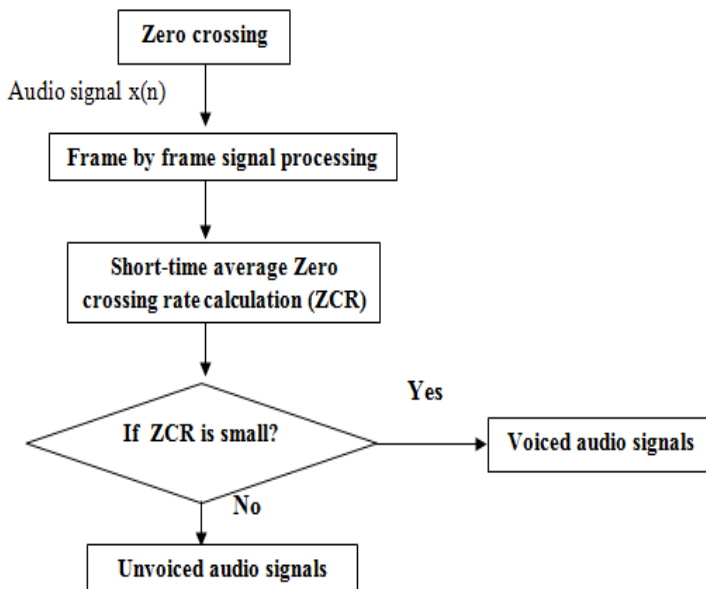 Zero crossing
Audio signal x(n)
Frame by frame signal processing
Short-time average Zero
crossing rate calculation (ZCR)
If ZCR is small?
Yes
Voiced audio signals
No
Unvoiced audio signals